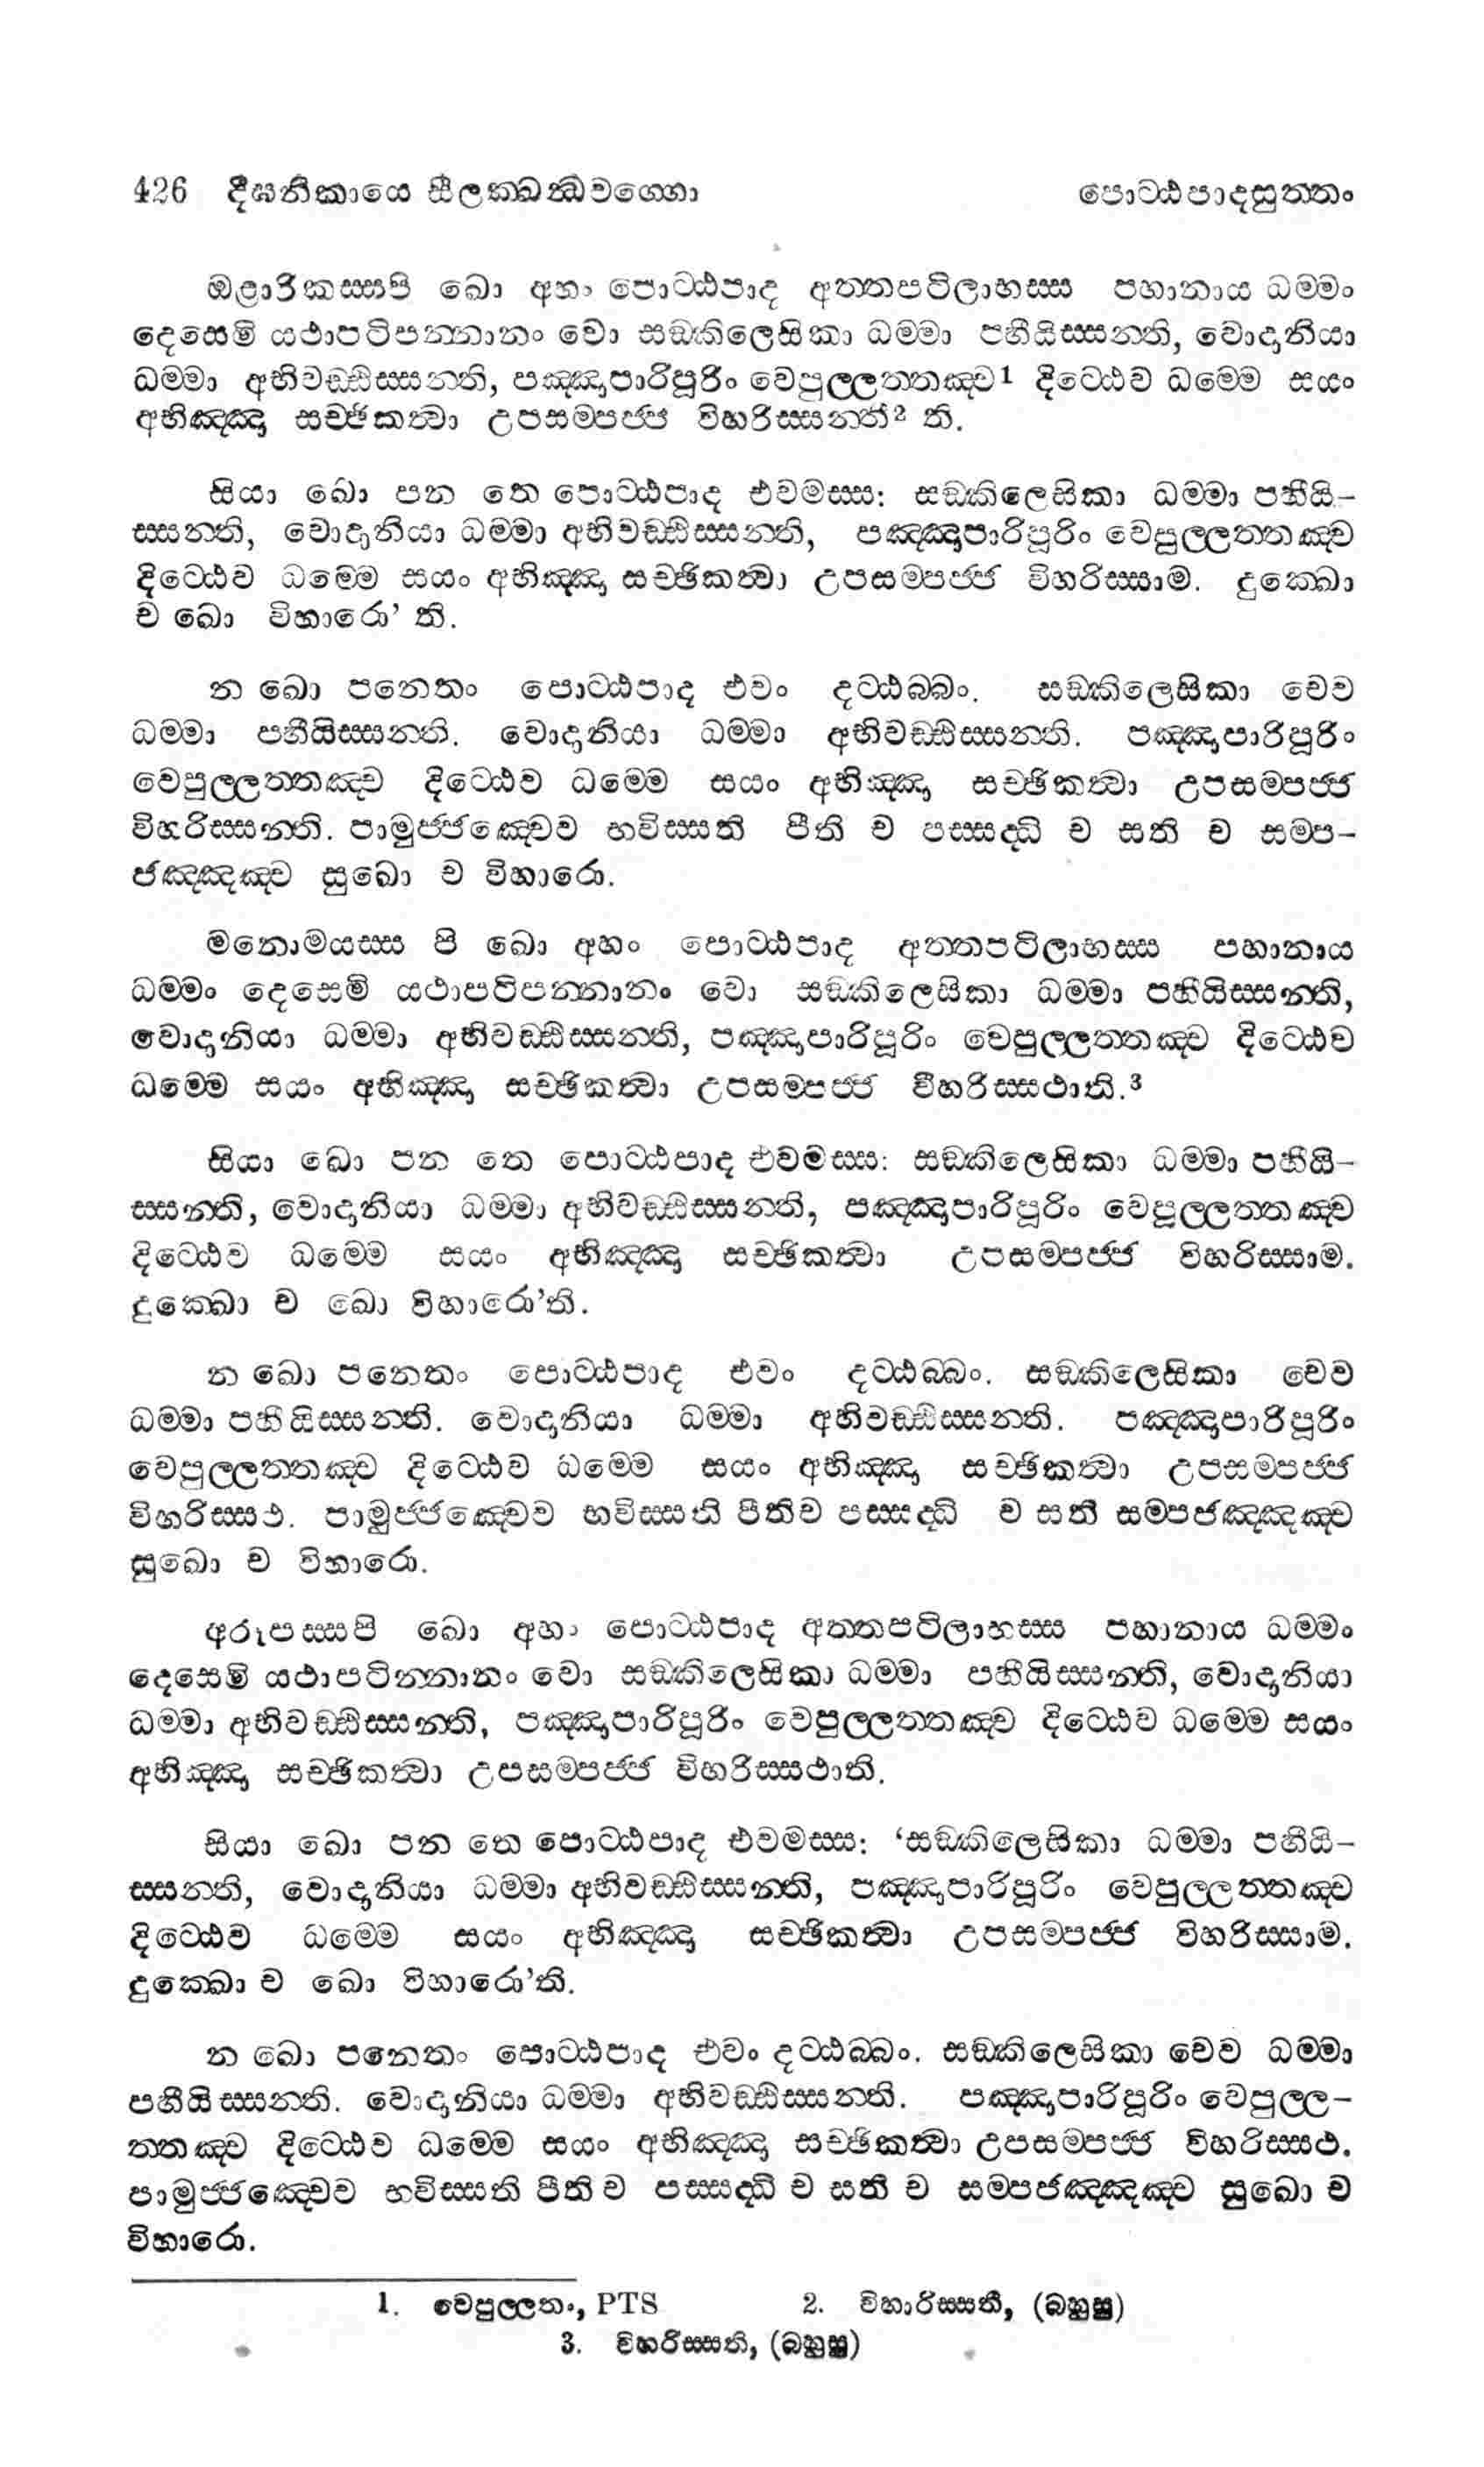 426 දීඝනිකායෙ සීලක්ඛන්ධවග්ගො පොට්ඨපාදසුත්තං
ඔළාරිකස්සපි ඛො අහං පොට්ඨපාද අත්තපටිලාභස්ස පහානාය ධම්මං
දෙසෙමි යථාපටිපන්නානං වො සඞ්කිලෙසිකා ධම්මා පහීයිස්සන්ති, වොදානියා
ධම්මා අභිවඩ්ඪිස්සන්ති, පඤ්ඤාපාරිපූරිං වෙපුල්ලත්තඤ්ච1 දිට්ඨෙව ධම්මෙ සයං
අභිඤ්ඤා සච්ඡිකත්වා උපසම්පජ්ජ විහරිස්සන්තී2 ති.
සියා ඛො පන තෙ පොට්ඨපාද එවමස්ස: සඞ්කිලෙසිකා ධම්මා පහීයි-
ස්සන්ති, වොදානියා ධම්මා අභිවඩ්ඪිස්සන්ති, පඤ්ඤාපාරිපූරිං වෙපුල්ලත්තඤ්ච
දිට්ඨෙව ධම්මෙ සයං අභිඤ්ඤා සච්ඡිකත්වා උපසම්පජ්ජ විහරිස්සාම. දුක්ඛො
ච ඛො විහාරො’ ති.
න ඛො පනෙතං පොට්ඨපාද එවං දට්ඨබ්බං. සඞ්කිලෙසිකා චෙව
ධම්මා පහීයිස්සන්ති. වොදානියා ධම්මා අභිවඩ්ඪිස්සන්ති. පඤ්ඤාපාරිපූරිං
වෙපුල්ලත්තඤ්ච දිට්ඨෙව ධම්මෙ සයං අභිඤ්ඤා සච්ඡිකත්වා උපසම්පජ්ජ
විහරිස්සන්ති. පාමුජ්ජඤ්චෙව භවිස්සති පීති ච පස්සද්ධි ච සති ච සම්ප-
ජඤ්ඤඤ්ච සුඛො ච විහාරො.
මනොමයස්ස පි ඛො අහං පොට්ඨපාද අත්තපටිලාභස්ස පහානාය
ධම්මං දෙසෙමි යථාපටිපන්නානං වො සඞ්කිලෙසිකා ධම්මා පහීයිස්සන්ති,
වොදානියා ධම්මා අභිවඩ්ඪිස්සන්ති, පඤ්ඤාපාරිපූරිං වෙපුල්ලත්තඤ්ච දිට්ඨෙව
ධම්මෙ සයං අභිඤ්ඤා සච්ඡිකත්වා උපසම්පජ්ජ විහරිස්සථාති.3
සියා ඛො පන තෙ පොට්ඨපාද එවමස්ස: සඞ්කිලෙසිකා ධම්මා පහීයි-
ස්සන්ති, වොදානියා ධම්මා අභිවඩ්ඪිස්සන්ති, පඤ්ඤාපාරිපූරිං වෙපූල්ලත්තඤ්ච
දිට්ඨෙව ධම්මෙ සයං අභිඤ්ඤා සච්ඡිකත්වා උපසම්පජ්ජ විහරිස්සාම.
දුක්ඛො ච ඛො විහාරො’ති.
න ඛො පනෙතං පොට්ඨපාද එවං දට්ඨබ්බං. සඞ්කිලෙසිකා චෙව
ධම්මා පහීයිස්සන්ති. වොදානියා ධම්මා අභිවඩ්ඪිස්සන්ති. පඤ්ඤාපාරිපූරිං
වෙපුල්ලත්තඤ්ච දිට්ඨෙව ධම්මෙ සයං අභිඤ්ඤා සච්ඡිකත්වා උපසම්පජ්ජ
විහරිස්සථ. පාමුජ්ජඤ්චෙව භවිස්සති පීතිච පස්සද්ධි ච සති සම්පජඤ්ඤඤ්ච
සුඛො ච විහාරො.
අරූපස්සපි ඛො අහං පොට්ඨපාද අත්තපටිලාභස්ස පහානාය ධම්මං
දෙසෙමි යථාපටින්නානං වො සඞ්කිලෙසිකා ධම්මා පහීයිස්සන්ති, වොදානියා
ධම්මා අභිවඩ්ඪිස්සන්ති, පඤ්ඤාපාරිපූරිං වෙපුල්ලත්තඤ්ච දිට්ඨෙව ධම්මෙ සයං
අභිඤ්ඤා සච්ඡිකත්වා උපසම්පජ්ජ විහරිස්සථාති.
සියා ඛො පන තෙ පොට්ඨපාද එවමස්ස: ‘සඞ්කිලෙසිකා ධම්මා පහීයි-
ස්සන්ති, වොදානියා ධම්මා අභිවඩ්ඪිස්සන්ති, පඤ්ඤාපාරිපූරිං වෙපුල්ලත්තඤ්ච
දිට්ඨෙව ධම්මෙ සයං අභිඤ්ඤා සච්ඡිකත්වා උපසම්පජ්ජ විහරිස්සාම.
දුක්ඛො ච ඛො විහාරො’ති.
න ඛො පනෙතං පොට්ඨපාද එවං දට්ඨබ්බං. සඞ්කිලෙසිකා චෙව ධම්මා
පහීයිස්සන්ති. වොදානියා ධම්මා අභිවඩ්ඪිස්සන්ති. පඤ්ඤාපාරිපූරිං වෙපුල්ල-
ත්තඤ්ච දිට්ඨෙව ධම්මෙ සයං අභිඤ්ඤා සච්ඡිකත්වා උපසම්පජ්ජ විහරිස්සථ.
පාමුජ්ජඤ්චෙව භවිස්සති පීති ච පස්සද්ධි ච සති ච සම්පජඤ්ඤඤ්ච සුඛො ච
විහාරො.
1. වෙපුල්ලතං, PTS 2. විහාරිස්සතී, (බහුසු)
3. විහරිස්සති, (බහුසු)